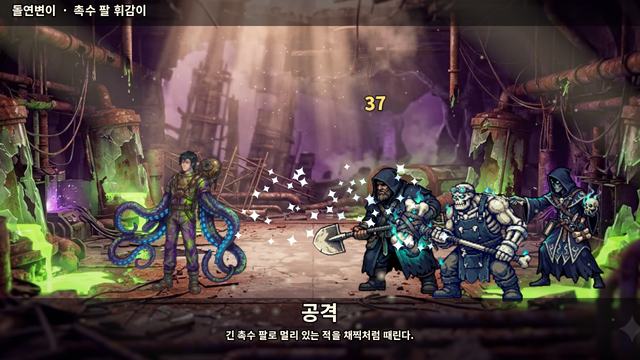 돌연변이 · 촉수 팔 휘감이
37
공격
긴 촉수 팔로 멀리 있는 적을 채찍처럼 때린다.